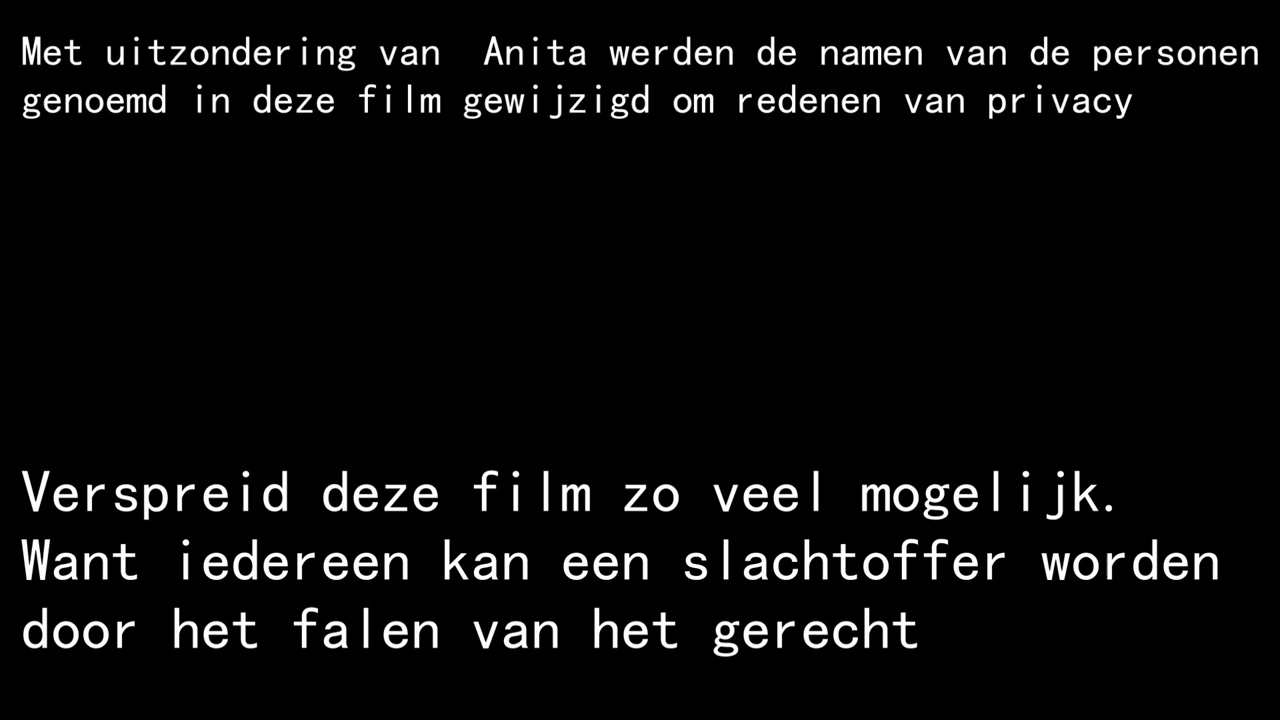 Met uitzondering van  Anita werden de namen van de personen
genoemd in deze film gewijzigd om redenen van privacy
Verspreid deze film zo veel mogelijk.
Want iedereen kan een slachtoffer worden
door het falen van het gerecht